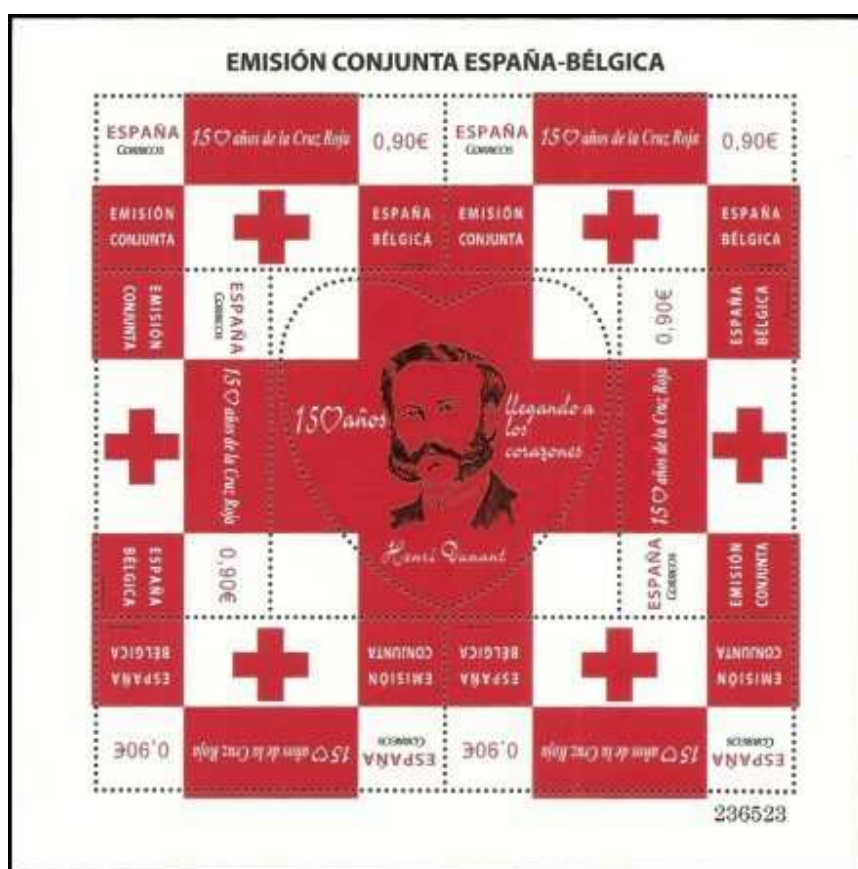 EMISIÓN CONJUNTA ESPAÑA-BÉLGICA
ESPAÑA
CORREOS
15♡ años de la Cruz Roja
0,90€
ESPAÑA
CORREOS
15♡ años de la Cruz Roja
0,90€
EMISIÓN
CONJUNTA
ESPAÑA
BÉLGICA
EMISIÓN
CONJUNTA
ESPAÑA
BÉLGICA
EMISIÓN
CONJUNTA
ESPAÑA
CORREOS
15♡ años de la Cruz Roja
0,90€
ESPAÑA
BÉLGICA
15♡ años
llegando a
los
corazones
Henri Dunant
0,90€
15♡ años de la Cruz Roja
ESPAÑA
CORREOS
ESPAÑA
BÉLGICA
EMISIÓN
CONJUNTA
ESPAÑA
BÉLGICA
EMISIÓN
CONJUNTA
ESPAÑA
BÉLGICA
EMISIÓN
CONJUNTA
0,90€
15♡ años de la Cruz Roja
ESPAÑA
CORREOS
0,90€
15♡ años de la Cruz Roja
ESPAÑA
CORREOS
236523